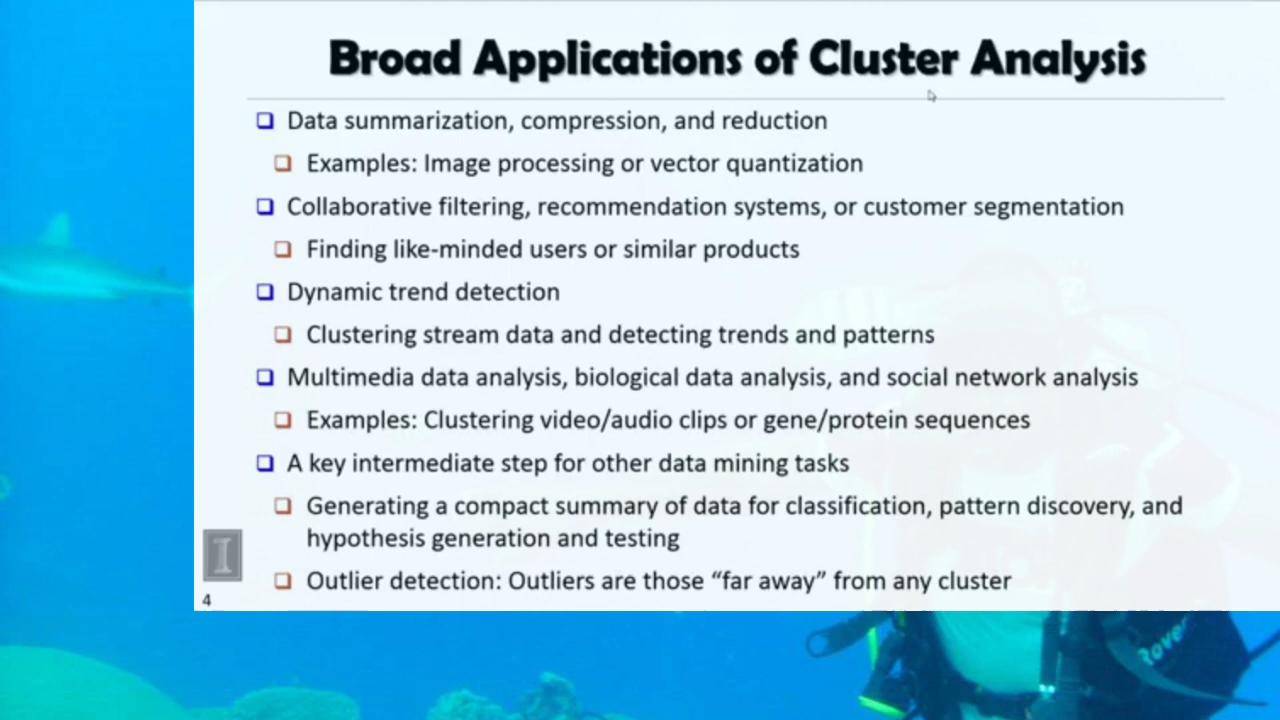 Broad Applications of Cluster Analysis
Data summarization, compression, and reduction
Examples: Image processing or vector quantization
Collaborative filtering, recommendation systems, or customer segmentation
Finding like-minded users or similar products
Dynamic trend detection
Clustering stream data and detecting trends and patterns
Multimedia data analysis, biological data analysis, and social network analysis
Examples: Clustering video/audio clips or gene/protein sequences
A key intermediate step for other data mining tasks
Generating a compact summary of data for classification, pattern discovery, and
hypothesis generation and testing
Outlier detection: Outliers are those “far away” from any cluster
I
4
Rover